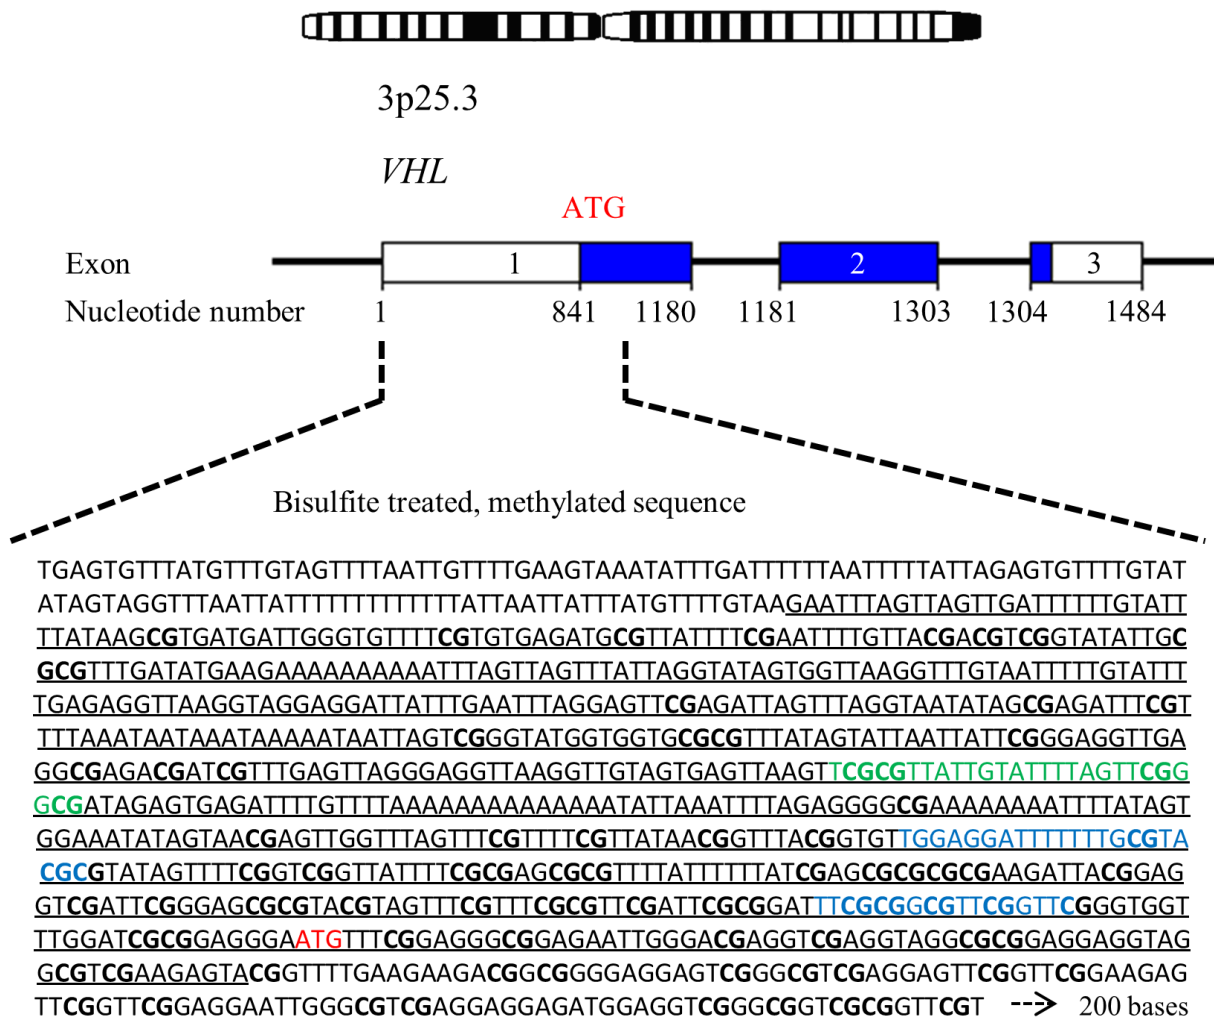 3p25.3
VHL
ATG
Exon 1 2 3
Nucleotide number 1 841 1180 1181 1303 1304 1484
Bisulfite treated, methylated sequence
TGAGTGTTTATGTTTGTAGTTTTAATTGTTTTGAAGTAAATATTTGATTTTTTAATTTTTATTAGAGTGTTTTGTAT
ATAGTAGGTTTAATTATTTTTTTTTTTTTATTAATTATTTATGTTTTGTAAGAATTTAGTTAGTTGATTTTTTGTATT
TTATAAGCGTGATGATTGGGTGTTTTCGTGTGAGATGCGTTATTTTCGAATTTTGTTACGACGTCGGTATATTGC
GCGTTTGATATGAAGAAAAAAAAAATTTAGTTAGTTTATTAGGTATAGTGGTTAAGGTTTGTAATTTTTGTATTT
TGAGAGGTTAAGGTAGGAGGATTATTTGAATTTAGGAGTTCGAGATTAGTTTAGGTAATATAGCGAGATTTCGT
TTTAAATAATAAATAAAAATAATTAGTCGGGTATGGTGGTGCGCGTTTATAGTATTAATTATTCGGGAGGTTGA
GGCGAGACGATCGTTTGAGTTAGGGAGGTTAAGGTTGTAGTGAGTTAAGTTCGCGTTATTGTATTTTAGTTCGG
GCGATAGAGTGAGATTTTGTTTTAAAAAAAAAAAAAAATATTAAATTTTAGAGGGGCGAAAAAAAATTTTATAGT
GGAAATATAGTAACGAGTTGGTTTAGTTTCGTTTTCGTTATAACGGTTTACGGTGTTGGAGGATTTTTTTGCGTA
CGCGTATAGTTTTCGGTCGGTTATTTTCGCGAGCGCGTTTTATTTTTTATCGAGCGCGCGCGAAGATTACGGAG
GTCGATTCGGGAGCGCGTACGTAGTTTCGTTTCGCGTTCGATTCGCGGATTTCGCGGCGTTCGGTTCGGGTGGT
TTGGATCGCGGAGGGAATGTTTCGGAGGGCGGAGAATTGGGACGAGGTCGAGGTAGGCGCGGAGGAGGTAG
GCGTCGAAGAGTACGGTTTTGAAGAAGACGGCGGGGAGGAGTCGGGCGTCGAGGAGTTCGGTTCGGAAGAG
TTCGGTTCGGAGGAATTGGGCGTCGAGGAGGAGATGGAGGTCGGGCGGTCGCGGTTCGT 200 bases